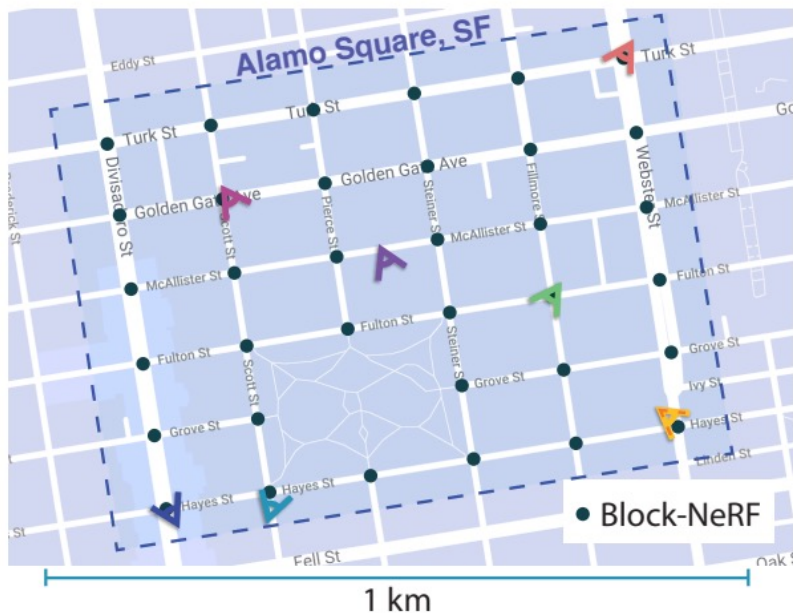 Alamo Square, SF
Eddy St
Turk St
Turk St
Turk St
Divisadero St
Golden Gate Ave
Golden Gate Ave
Go
Webster St
Steiner St
Fillmore St
Scott St
Pierce St
McAllister St
McAllister St
McAllister St
Fulton St
Fulton St
Fulton St
Steiner St
Scott St
Grove St
Grove St
Grove St
Ivy St
Hayes St
Hayes St
Hayes St
Linden St
Fell St
Oak S
Block-NeRF
1 km